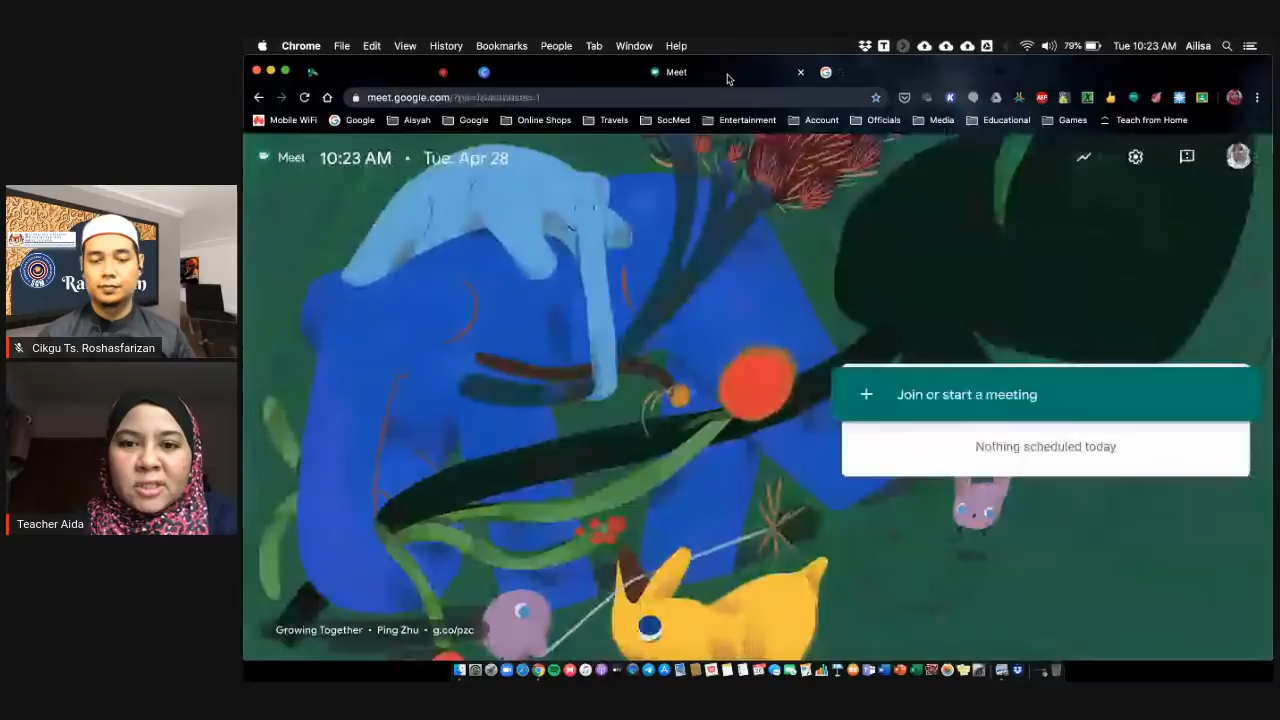 Chrome File Edit View History Bookmarks People Tab Window Help
79% Tue 10:23 AM Ailisa
Meet
meet.google.com
Mobile WiFi Google Aisyah Google Online Shops Travels SocMed Entertainment Account Officials Media Educational Games Teach from Home
Meet 10:23 AM • Tue, Apr 28
Join or start a meeting
Nothing scheduled today
Growing Together • Ping Zhu • g.co/pzc
Cikgu Ts. Roshasfarizan
Teacher Aida